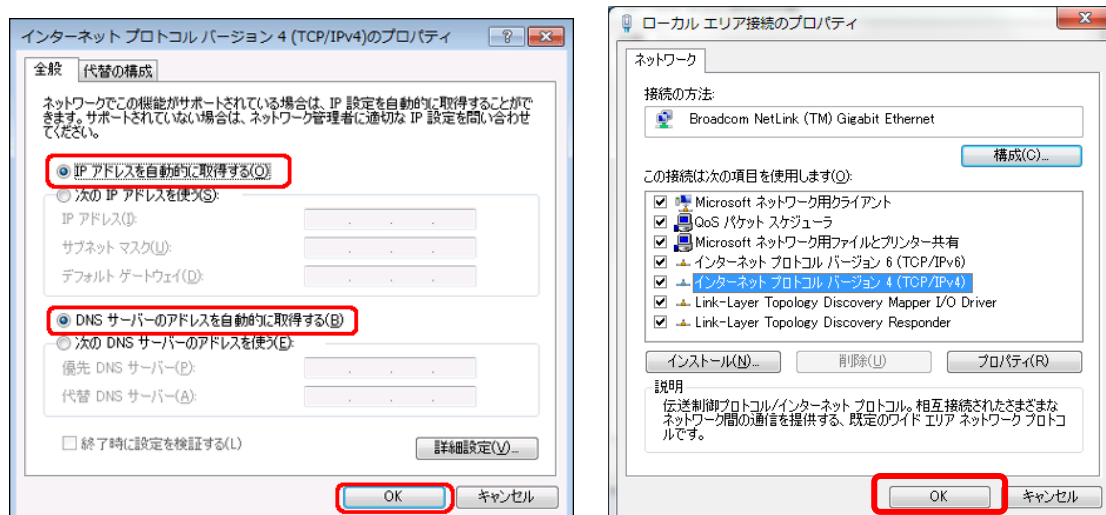 インターネット プロトコル バージョン 4 (TCP/IPv4)のプロパティ
全般
代替の構成
ネットワークでこの機能がサポートされている場合は、IP 設定を自動的に取得することがで
きます。サポートされていない場合は、ネットワーク管理者に適切な IP 設定を問い合わせ
てください。
IP アドレスを自動的に取得する(O)
次の IP アドレスを使う(S):
IP アドレス(I):
サブネット マスク(U):
デフォルト ゲートウェイ(D):
DNS サーバーのアドレスを自動的に取得する(B)
次の DNS サーバーのアドレスを使う(E):
優先 DNS サーバー(P):
代替 DNS サーバー(A):
終了時に設定を検証する(L)
詳細設定(V)...
OK
キャンセル
ローカル エリア接続のプロパティ
ネットワーク
接続の方法:
Broadcom NetLink (TM) Gigabit Ethernet
構成(C)...
この接続は次の項目を使用します(O):
Microsoft ネットワーク用クライアント
QoS パケット スケジューラ
Microsoft ネットワーク用ファイルとプリンター共有
インターネット プロトコル バージョン 6 (TCP/IPv6)
インターネット プロトコル バージョン 4 (TCP/IPv4)
Link-Layer Topology Discovery Mapper I/O Driver
Link-Layer Topology Discovery Responder
インストール(N)...
削除(U)
プロパティ(R)
説明
伝送制御プロトコル/インターネット プロトコル。相互接続されたさまざまな
ネットワーク間の通信を提供する、既定のワイド エリア ネットワーク プロトコ
ルです。
OK
キャンセル